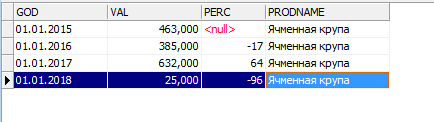 GOD VAL PERC PRODNAME
01.01.2015 463,000 <null> Ячменная крупа
01.01.2016 385,000 -17 Ячменная крупа
01.01.2017 632,000 64 Ячменная крупа
01.01.2018 25,000 -96 Ячменная крупа